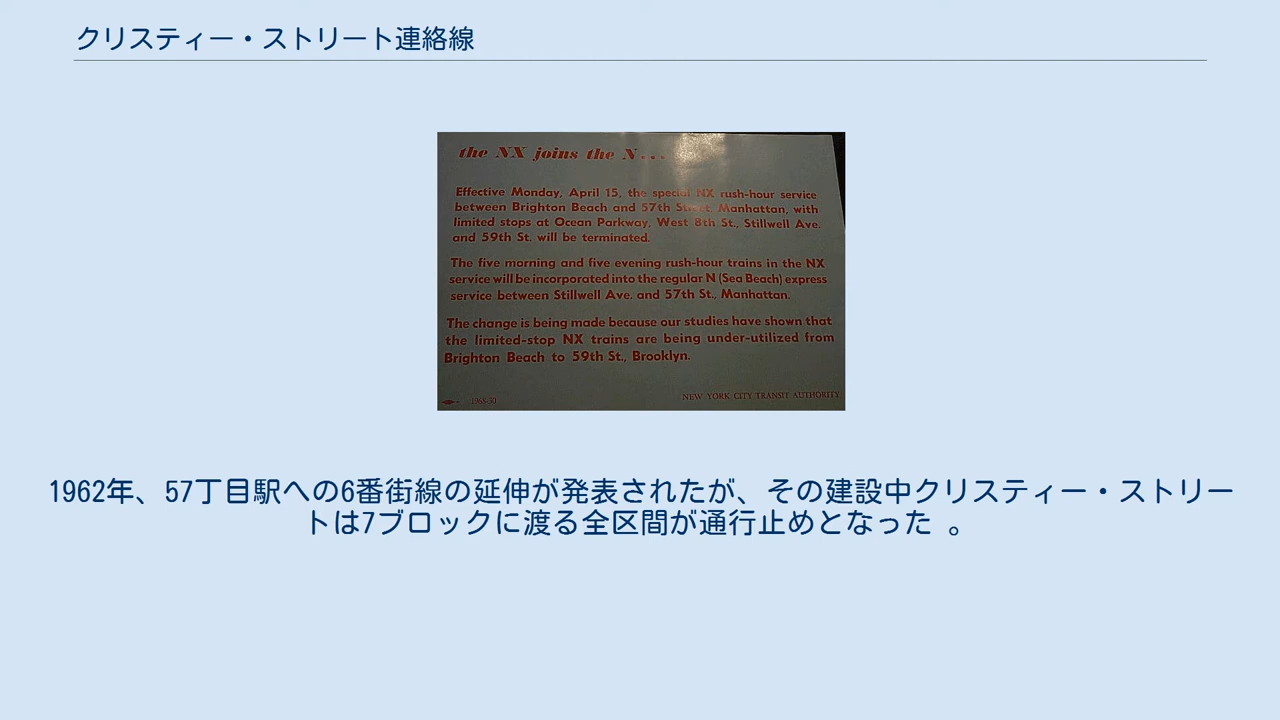 クリスティー・ストリート連絡線
the NX joins the N...
Effective Monday, April 15, the special NX rush-hour service
between Brighton Beach and 57th Street, Manhattan, with
limited stops at Ocean Parkway, West 8th St., Stillwell Ave.
and 59th St. will be terminated.
The five morning and five evening rush-hour trains in the NX
service will be incorporated into the regular N (Sea Beach) express
service between Stillwell Ave. and 57th St., Manhattan.
The change is being made because our studies have shown that
the limited-stop NX trains are being under-utilized from
Brighton Beach to 59th St., Brooklyn.
1968-30
NEW YORK CITY TRANSIT AUTHORITY
1962年、57丁目駅への6番街線の延伸が発表されたが、その建設中クリスティー・ストリー
トは7ブロックに渡る全区間が通行止めとなった 。